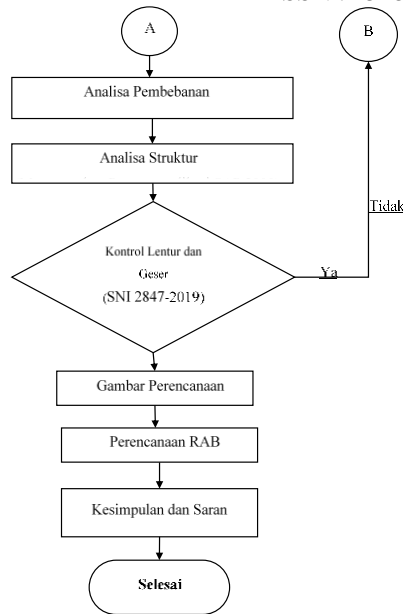 A
B
Analisa Pembebanan
Analisa Struktur
Tidak
Kontrol Lentur dan
Geser
(SNI 2847-2019)
Ya
Gambar Perencanaan
Perencanaan RAB
Kesimpulan dan Saran
Selesai